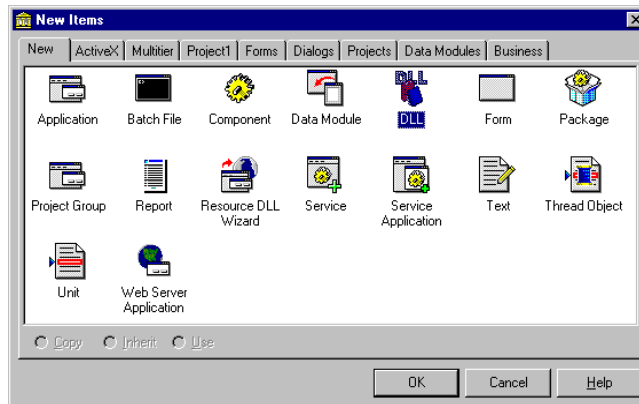 New Items
New ActiveX Multitier Project1 Forms Dialogs Projects Data Modules Business
Application Batch File Component Data Module DLL Form Package
Project Group Report Resource DLL Wizard Service Service Application Text Thread Object
Unit Web Server Application
Copy Inherit Use
OK Cancel Help